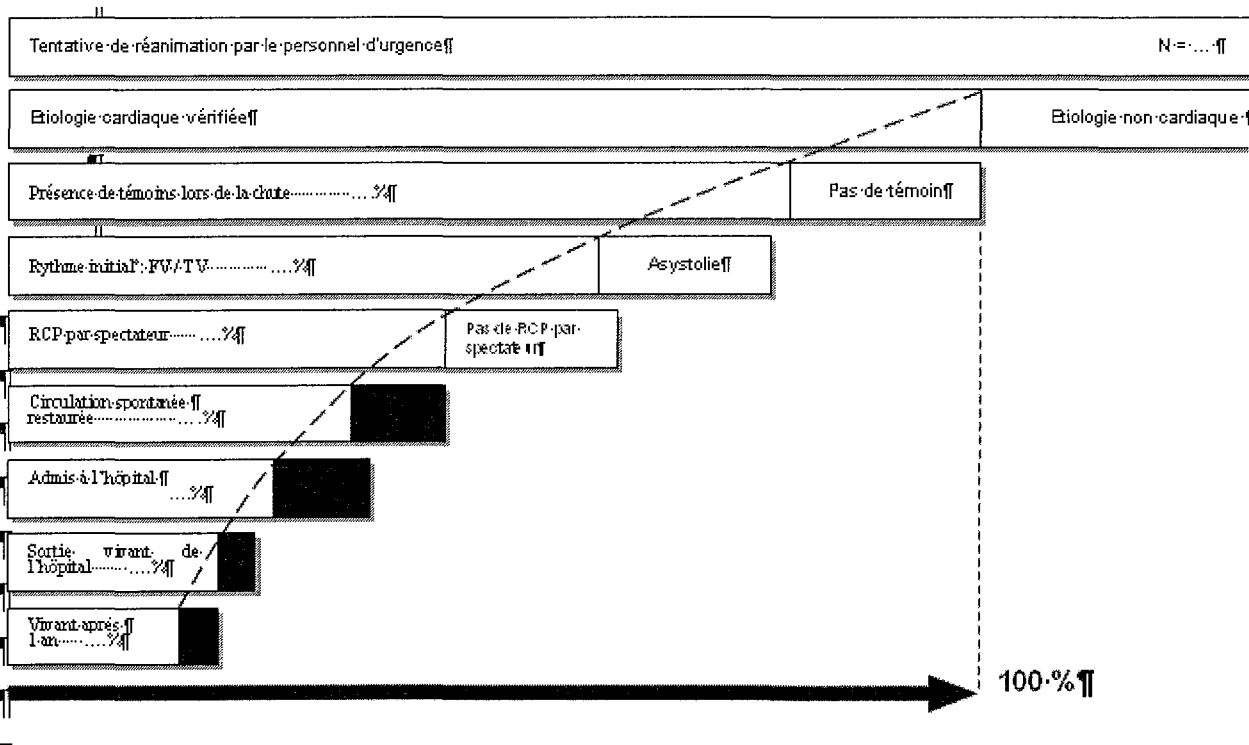 Tentative·de·réanimation·par·le·personnel·d'urgence¶ N·=·...·¶
Etiologie·cardiaque·vérifiée¶ Etiologie·non·cardiaque·¶
Présence·de·témoins·lors·de·la·chute·············...·%¶ Pas·de·témoin¶
Rythme·initial*:·FV/·TV·············....%¶ Asystolie¶
RCP·par·spectateur·······....%¶ Pas·de·RCP·par·
spectateur¶
Circulation·spontanée·¶
restaurée··················....%¶
Admis·à·l'hôpital·¶
....%¶
Sortie· vivant· de·
l'hôpital·········....%¶
Vivant·après·¶
1·an······....%¶
100·%¶